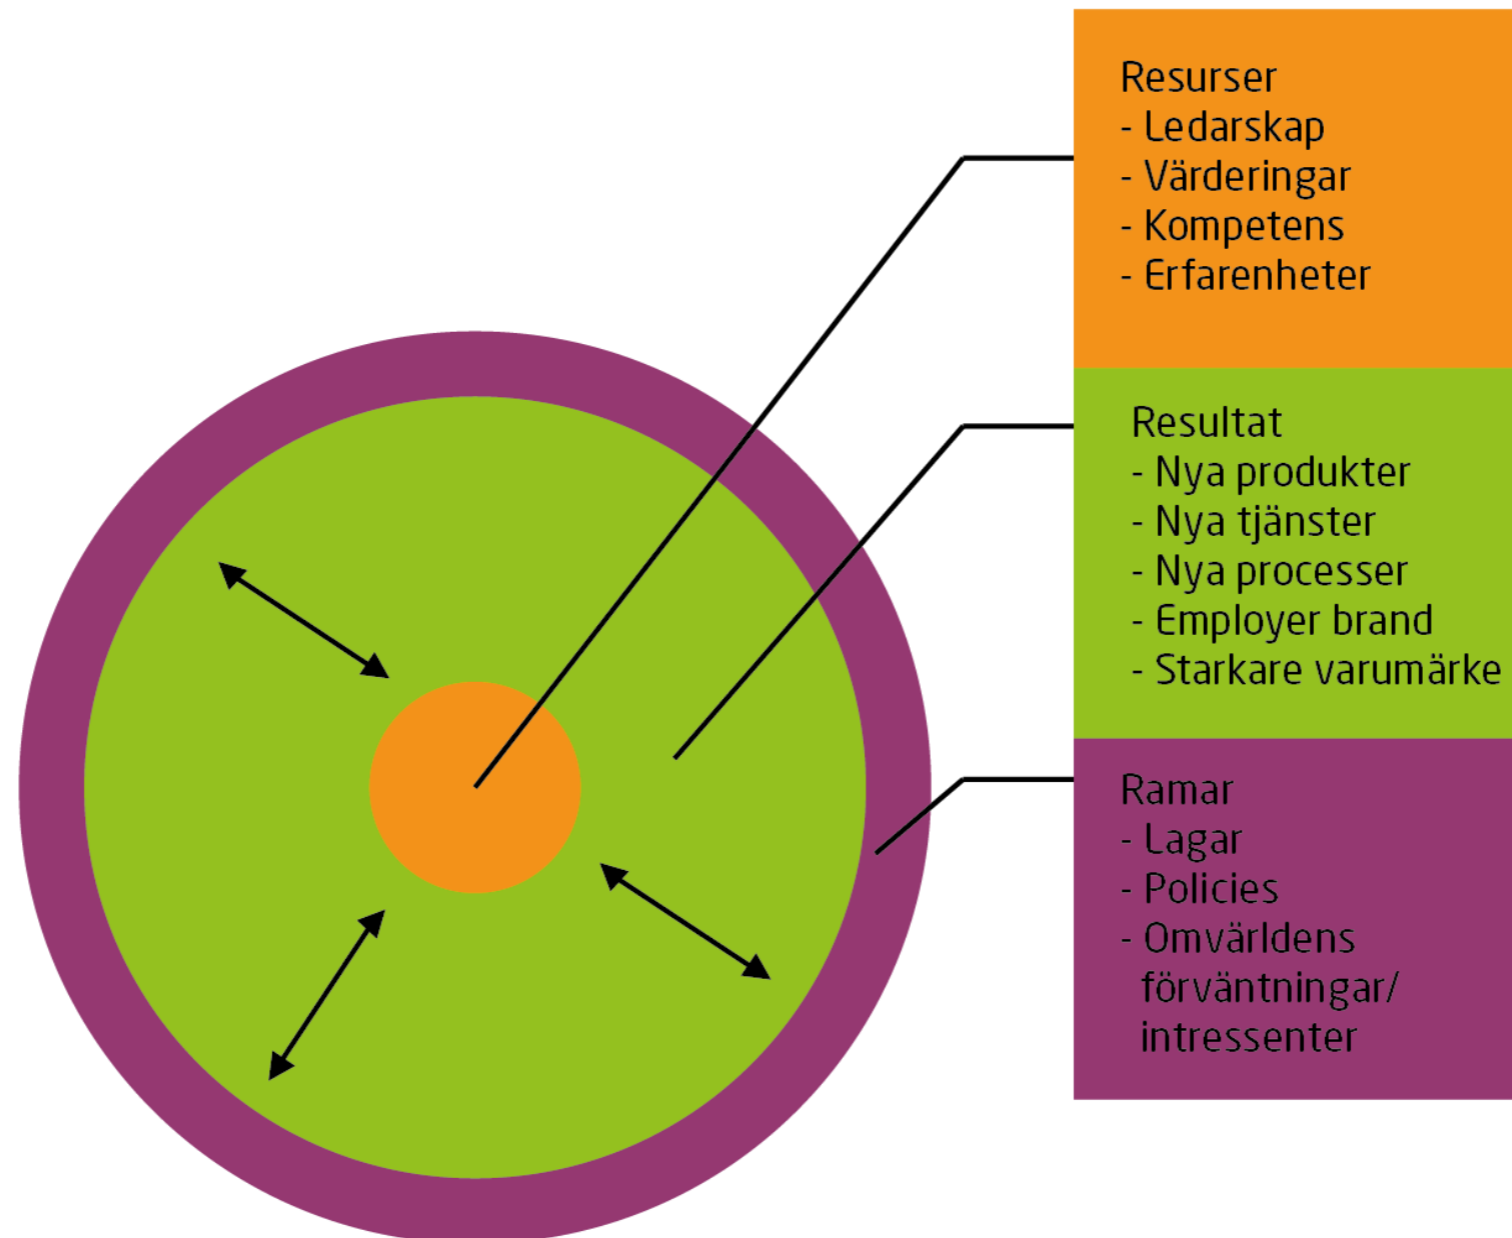 Resurser
- Ledarskap
- Värderingar
- Kompetens
- Erfarenheter
Resultat
- Nya produkter
- Nya tjänster
- Nya processer
- Employer brand
- Starkare varumärke
Ramar
- Lagar
- Policies
- Omvärldens
förväntningar/
intressenter